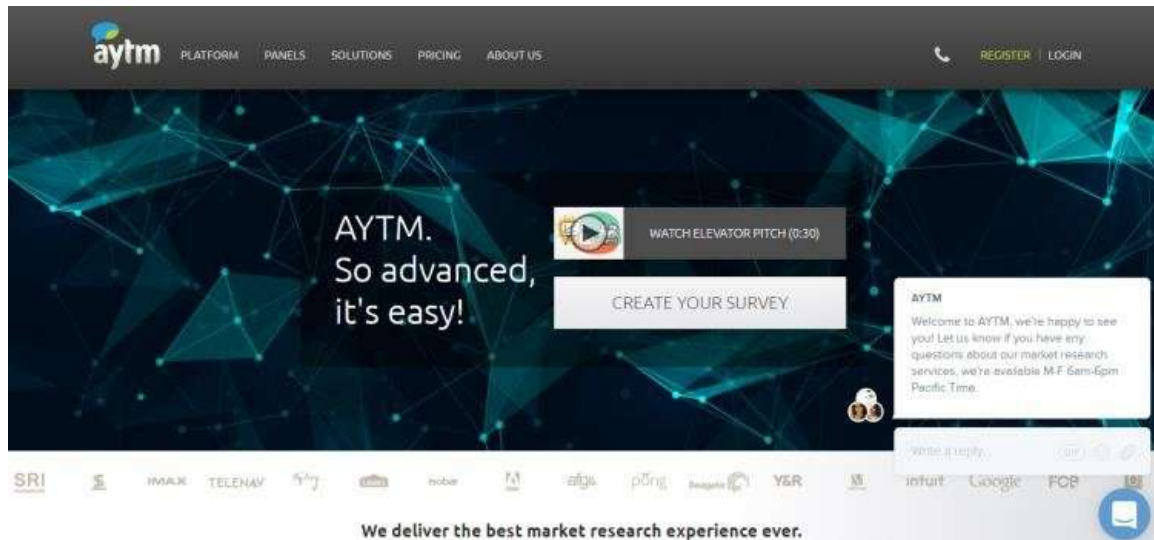 aytm PLATFORM PANELS SOLUTIONS PRICING ABOUT US REGISTER | LOGIN
AYTM.
So advanced,
it's easy!
WATCH ELEVATOR PITCH (0:30)
CREATE YOUR SURVEY
AYTM
Welcome to AYTM, we're happy to see
you! Let us know if you have any
questions about our market research
services, we're available M-F 6am-6pm
Pacific Time.
Write a reply...
SRI IMAX TELENAV afga pong Seagate Y&R intuit Google FCB
We deliver the best market research experience ever.